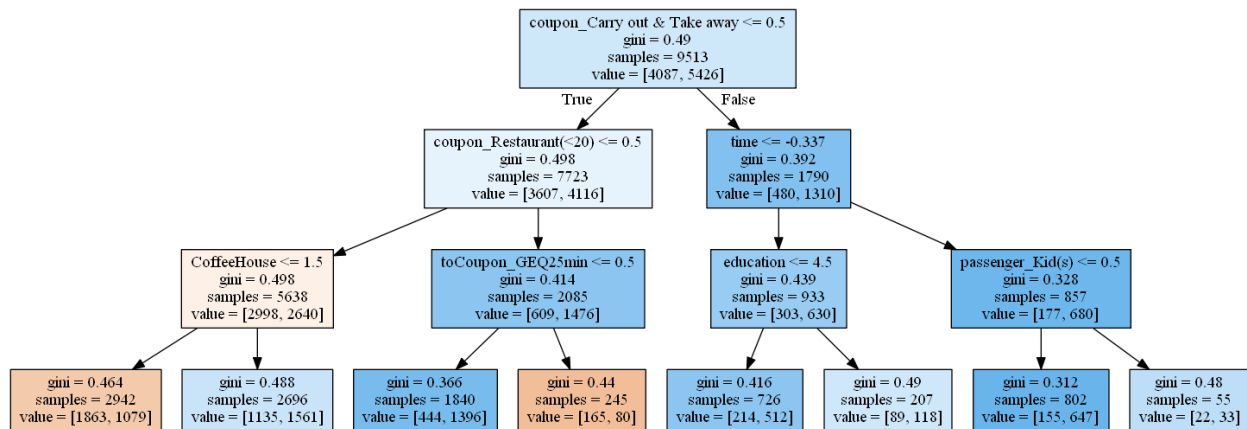 coupon_Carry out & Take away <= 0.5
gini = 0.49
samples = 9513
value = [4087, 5426]
True
False
coupon_Restaurant(<20) <= 0.5
gini = 0.498
samples = 7723
value = [3607, 4116]
time <= -0.337
gini = 0.392
samples = 1790
value = [480, 1310]
CoffeeHouse <= 1.5
gini = 0.498
samples = 5638
value = [2998, 2640]
toCoupon_GEQ25min <= 0.5
gini = 0.414
samples = 2085
value = [609, 1476]
education <= 4.5
gini = 0.439
samples = 933
value = [303, 630]
passenger_Kid(s) <= 0.5
gini = 0.328
samples = 857
value = [177, 680]
gini = 0.464
samples = 2942
value = [1863, 1079]
gini = 0.488
samples = 2696
value = [1135, 1561]
gini = 0.366
samples = 1840
value = [444, 1396]
gini = 0.44
samples = 245
value = [165, 80]
gini = 0.416
samples = 726
value = [214, 512]
gini = 0.49
samples = 207
value = [89, 118]
gini = 0.312
samples = 802
value = [155, 647]
gini = 0.48
samples = 55
value = [22, 33]